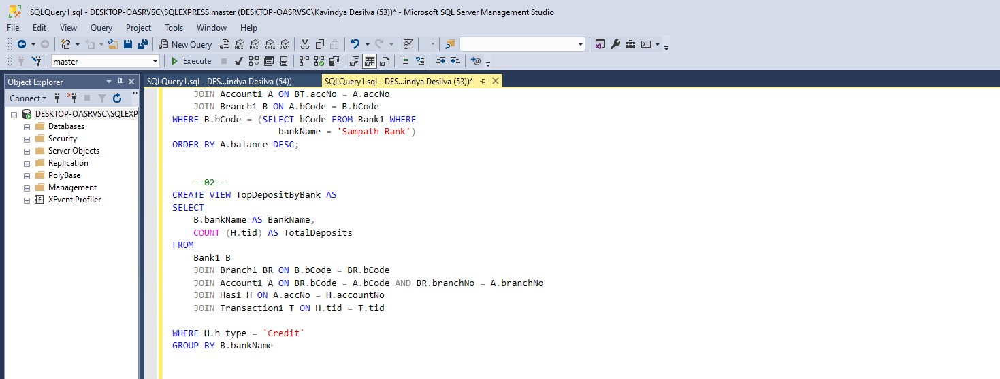 SQLQuery1.sql - DESKTOP-OASRVSC\SQLEXPRESS.master (DESKTOP-OASRVSC\Kavindya Desilva (53))* - Microsoft SQL Server Management Studio
File Edit View Query Project Tools Window Help
New Query MDX DMX XMLA DAX
master Execute
Object Explorer
SQLQuery1.sql - DES...indya Desilva (54)) SQLQuery1.sql - DES...indya Desilva (53))*
Connect
DESKTOP-OASRVSC\SQLEXP
Databases
Security
Server Objects
Replication
PolyBase
Management
XEvent Profiler
JOIN Account1 A ON BT.accNo = A.accNo
JOIN Branch1 B ON A.bCode = B.bCode
WHERE B.bCode = (SELECT bCode FROM Bank1 WHERE
bankName = 'Sampath Bank')
ORDER BY A.balance DESC;
--02--
CREATE VIEW TopDepositByBank AS
SELECT
B.bankName AS BankName,
COUNT (H.tid) AS TotalDeposits
FROM
Bank1 B
JOIN Branch1 BR ON B.bCode = BR.bCode
JOIN Account1 A ON BR.bCode = A.bCode AND BR.branchNo = A.branchNo
JOIN Has1 H ON A.accNo = H.accountNo
JOIN Transaction1 T ON H.tid = T.tid
WHERE H.h_type = 'Credit'
GROUP BY B.bankName